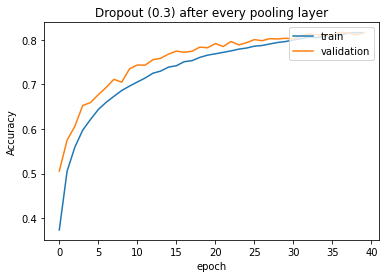 Dropout (0.3) after every pooling layer
train
validation
0.8
0.7
0.6
0.5
0.4
Accuracy
0 5 10 15 20 25 30 35 40
epoch